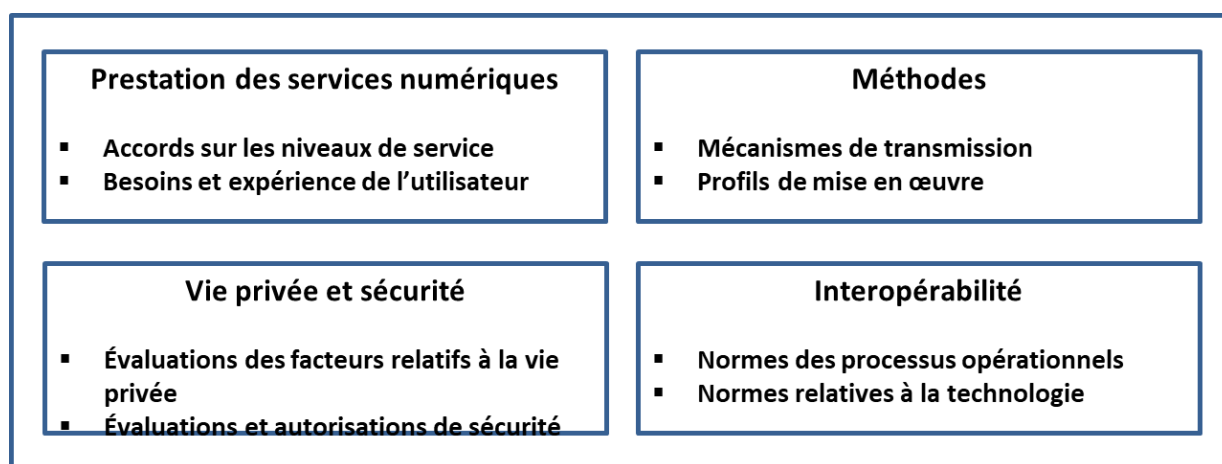 Prestation des services numériques
▪ Accords sur les niveaux de service
▪ Besoins et expérience de l’utilisateur
Méthodes
▪ Mécanismes de transmission
▪ Profils de mise en œuvre
Vie privée et sécurité
▪ Évaluations des facteurs relatifs à la vie
privée
▪ Évaluations et autorisations de sécurité
Interopérabilité
▪ Normes des processus opérationnels
▪ Normes relatives à la technologie